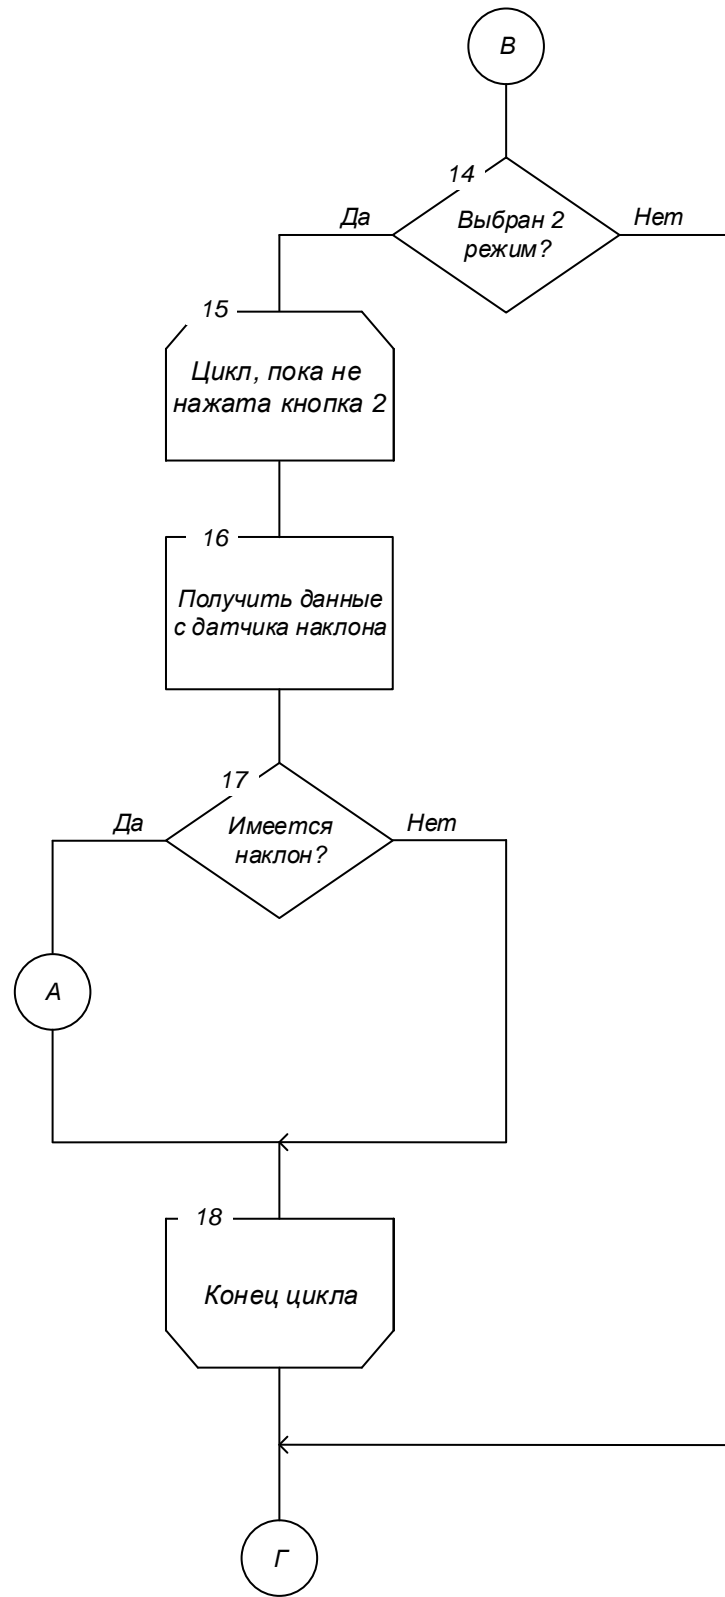 В
14
Да
Выбран 2
режим?
Нет
15
Цикл, пока не
нажата кнопка 2
16
Получить данные
с датчика наклона
17
Да
Имеется
наклон?
Нет
А
18
Конец цикла
Г